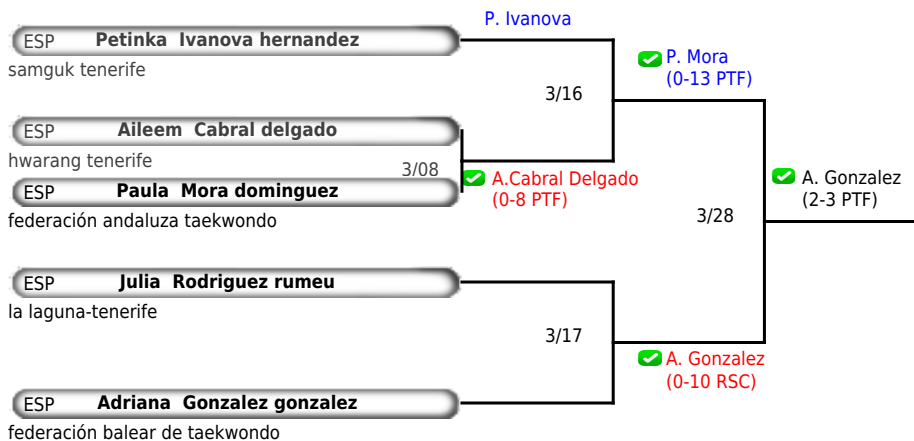 P. Ivanova
ESP Petinka Ivanova hernandez
samguk tenerife
P. Mora
(0-13 PTF)
3/16
ESP Aileem Cabral delgado
hwarang tenerife
3/08
A.Cabral Delgado
(0-8 PTF)
ESP Paula Mora dominguez
federación andaluza taekwondo
A. Gonzalez
(2-3 PTF)
3/28
ESP Julia Rodriguez rumeu
la laguna-tenerife
3/17
A. Gonzalez
(0-10 RSC)
ESP Adriana Gonzalez gonzalez
federación balear de taekwondo